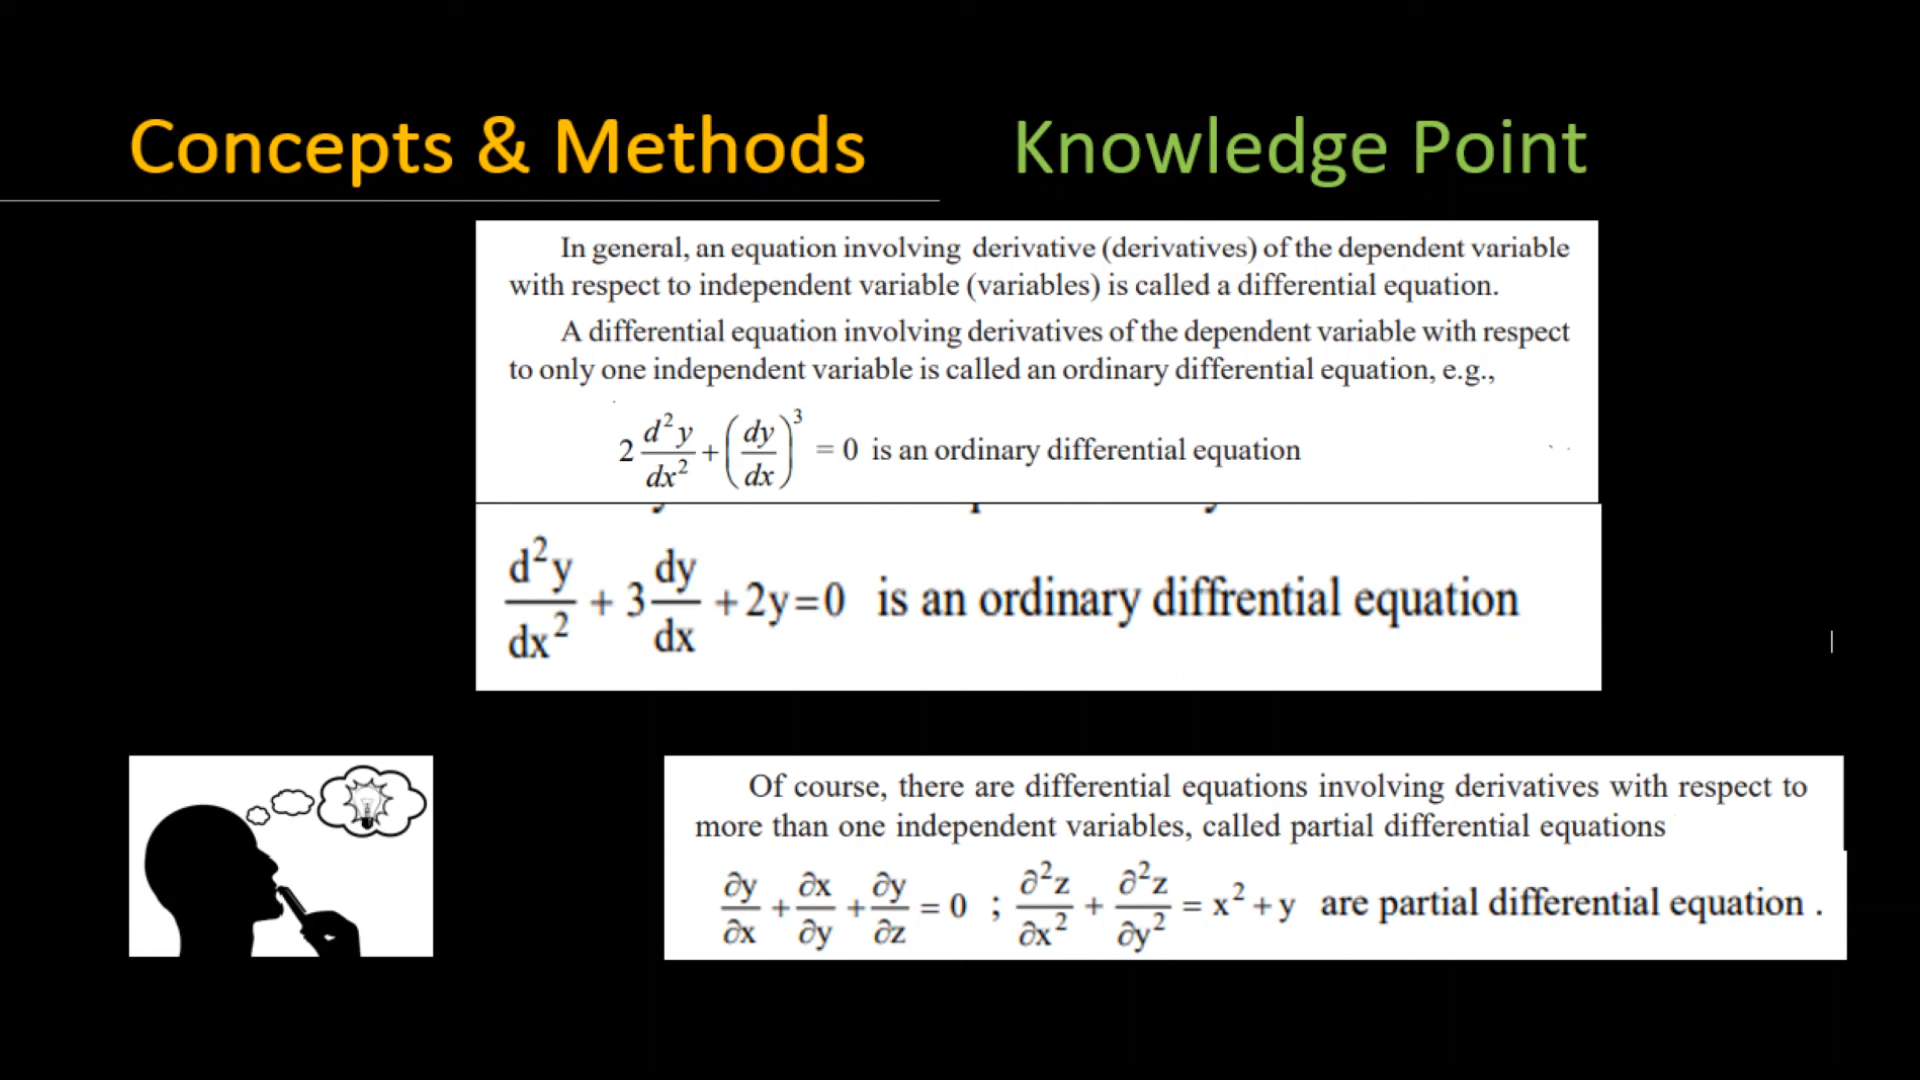 Concepts & Methods
Knowledge Point
In general, an equation involving derivative (derivatives) of the dependent variable
with respect to independent variable (variables) is called a differential equation.
A differential equation involving derivatives of the dependent variable with respect
to only one independent variable is called an ordinary differential equation, e.g.,
2 d²y/dx² + (dy/dx)³ = 0 is an ordinary differential equation
d²y/dx² + 3 dy/dx + 2y=0 is an ordinary diffrential equation
Of course, there are differential equations involving derivatives with respect to
more than one independent variables, called partial differential equations
∂y/∂x + ∂x/∂y + ∂y/∂z = 0 ; ∂²z/∂x² + ∂²z/∂y² = x² + y are partial differential equation .